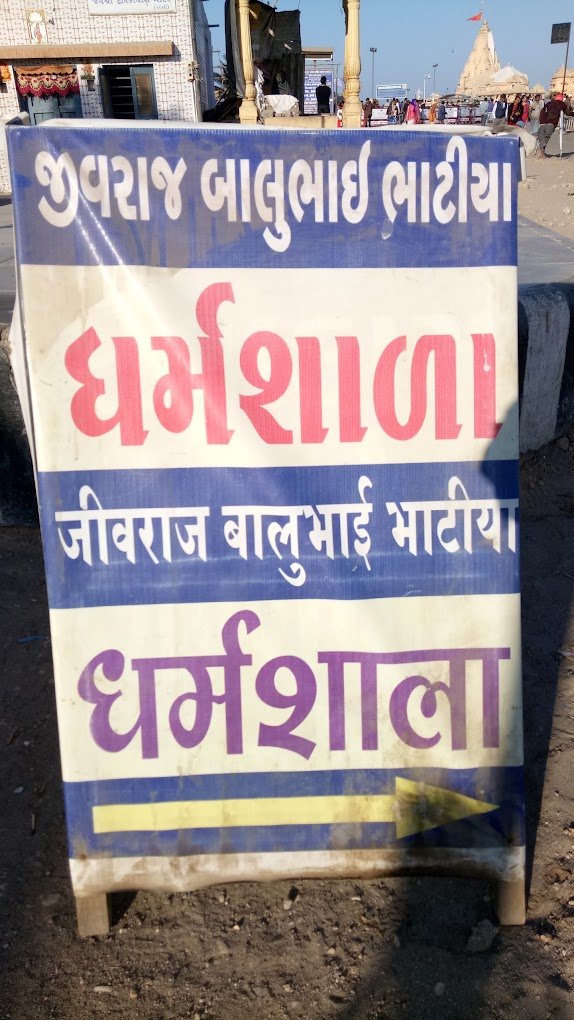 જીવરાજ બાલુભાઈ ભાટીયા
ધર્મશાળા
जीवराज बालुभाई भाटीया
धर्मशाला